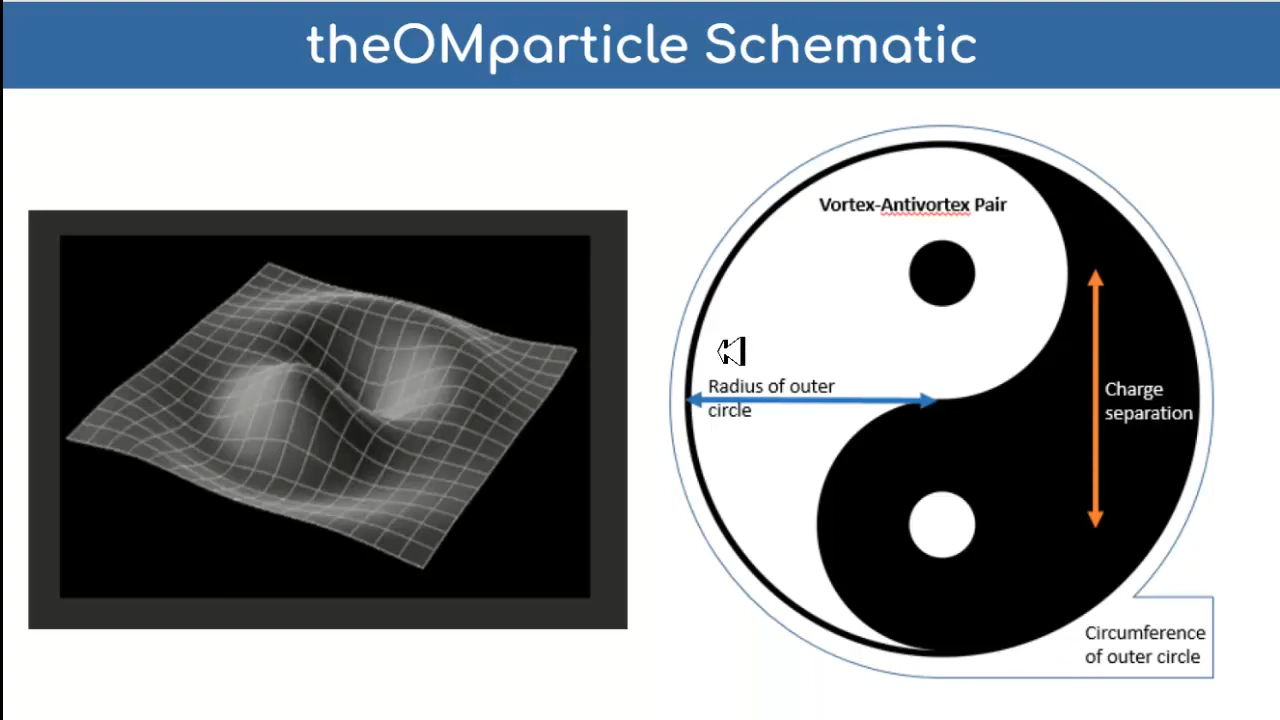 theOMparticle Schematic
Vortex-Antivortex Pair
Radius of outer
circle
Charge
separation
Circumference
of outer circle